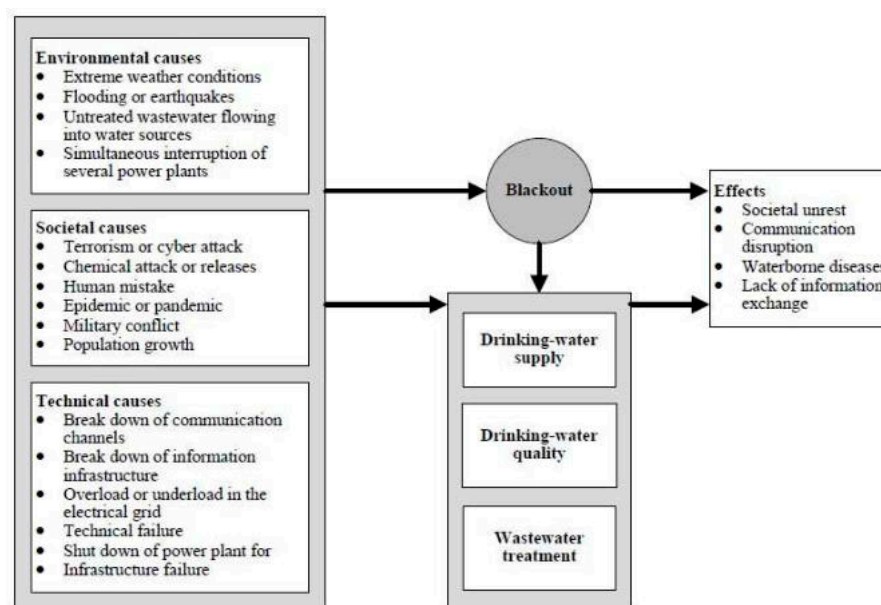 Environmental causes
• Extreme weather conditions
• Flooding or earthquakes
• Untreated wastewater flowing
into water sources
• Simultaneous interruption of
several power plants
Societal causes
• Terrorism or cyber attack
• Chemical attack or releases
• Human mistake
• Epidemic or pandemic
• Military conflict
• Population growth
Technical causes
• Break down of communication
channels
• Break down of information
infrastructure
• Overload or underload in the
electrical grid
• Technical failure
• Shut down of power plant for
• Infrastructure failure
Blackout
Drinking-water
supply
Drinking-water
quality
Wastewater
treatment
Effects
• Societal unrest
• Communication
disruption
• Waterborne diseases
• Lack of information
exchange